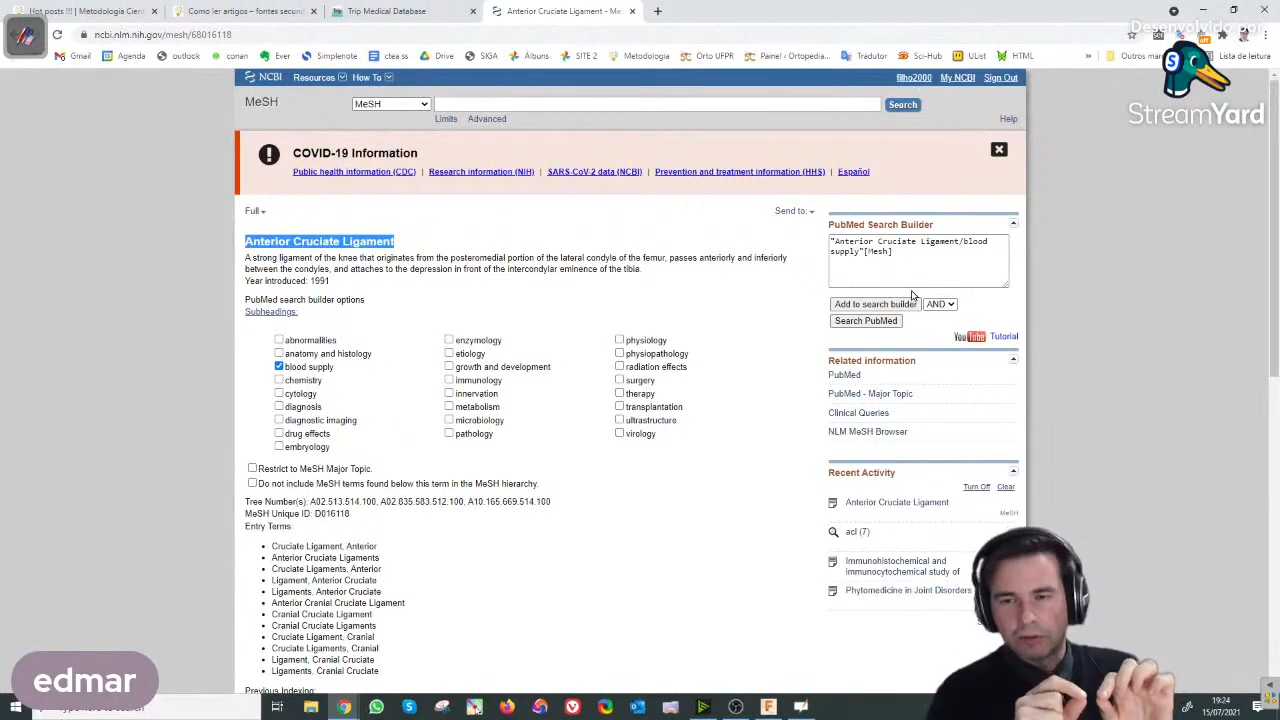 Hot posts !!! | Metodologia Cien
Como ler artigos – fontes secund
Trip Medical Database
Anterior Cruciate Ligament - Me
ncbi.nlm.nih.gov/mesh/68016118
Desenvolvido por
Gmail
Agenda
outlook
conan
Ever
Simplenote
ctea ss
Drive
SIGA
Álbuns
SITE 2
Metodologia
Orto UFPR
Painel ‹ Ortopedia...
Tradutor
Sci-Hub
UList
HTML
»
Outros mar
Lista de leitura
StreamYard
NCBI
Resources
How To
filho2000
My NCBI
Sign Out
MeSH
MeSH
Search
Limits
Advanced
Help
COVID-19 Information
Public health information (CDC) | Research information (NIH) | SARS-CoV-2 data (NCBI) | Prevention and treatment information (HHS) | Español
Full
Send to:
Anterior Cruciate Ligament
A strong ligament of the knee that originates from the posteromedial portion of the lateral condyle of the femur, passes anteriorly and inferiorly
between the condyles, and attaches to the depression in front of the intercondylar eminence of the tibia.
Year introduced: 1991
PubMed search builder options
Subheadings:
abnormalities
anatomy and histology
blood supply
chemistry
cytology
diagnosis
diagnostic imaging
drug effects
embryology
enzymology
etiology
growth and development
immunology
innervation
metabolism
microbiology
pathology
physiology
physiopathology
radiation effects
surgery
therapy
transplantation
ultrastructure
virology
Restrict to MeSH Major Topic.
Do not include MeSH terms found below this term in the MeSH hierarchy.
Tree Number(s): A02.513.514.100, A02.835.583.512.100, A10.165.669.514.100
MeSH Unique ID: D016118
Entry Terms:
Cruciate Ligament, Anterior
Anterior Cruciate Ligaments
Cruciate Ligaments, Anterior
Ligament, Anterior Cruciate
Ligaments, Anterior Cruciate
Anterior Cranial Cruciate Ligament
Cranial Cruciate Ligament
Cranial Cruciate Ligaments
Cruciate Ligament, Cranial
Cruciate Ligaments, Cranial
Ligament, Cranial Cruciate
Ligaments, Cranial Cruciate
Previous Indexing:
PubMed Search Builder
"Anterior Cruciate Ligament/blood
supply"[Mesh]
Add to search builder
AND
Search PubMed
YouTube Tutorial
Related information
PubMed
PubMed - Major Topic
Clinical Queries
NLM MeSH Browser
Recent Activity
Turn Off
Clear
Anterior Cruciate Ligament
MeSH
acl (7)
Immunohistochemical and
immunocytochemical study of
Phytomedicine in Joint Disorders
edmar
19:24
15/07/2021